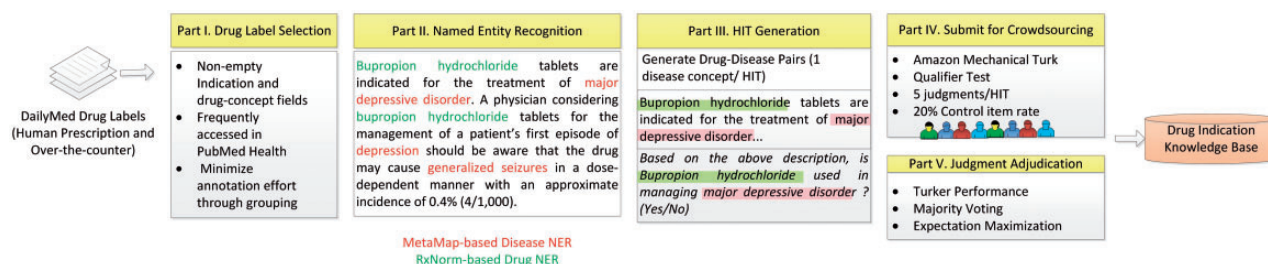 DailyMed Drug Labels
(Human Prescription and
Over-the-counter)
Part I. Drug Label Selection
• Non-empty
Indication and
drug-concept fields
• Frequently
accessed in
PubMed Health
• Minimize
annotation effort
through grouping
Part II. Named Entity Recognition
Bupropion hydrochloride tablets are
indicated for the treatment of major
depressive disorder. A physician considering
bupropion hydrochloride tablets for the
management of a patient's first episode of
depression should be aware that the drug
may cause generalized seizures in a dose-
dependent manner with an approximate
incidence of 0.4% (4/1,000).
MetaMap-based Disease NER
RxNorm-based Drug NER
Part III. HIT Generation
Generate Drug-Disease Pairs (1
disease concept/ HIT)
Bupropion hydrochloride tablets are
indicated for the treatment of major
depressive disorder...
Based on the above description, is
Bupropion hydrochloride used in
managing major depressive disorder ?
(Yes/No)
Part IV. Submit for Crowdsourcing
• Amazon Mechanical Turk
• Qualifier Test
• 5 judgments/HIT
• 20% Control item rate
Part V. Judgment Adjudication
• Turker Performance
• Majority Voting
• Expectation Maximization
Drug Indication
Knowledge Base